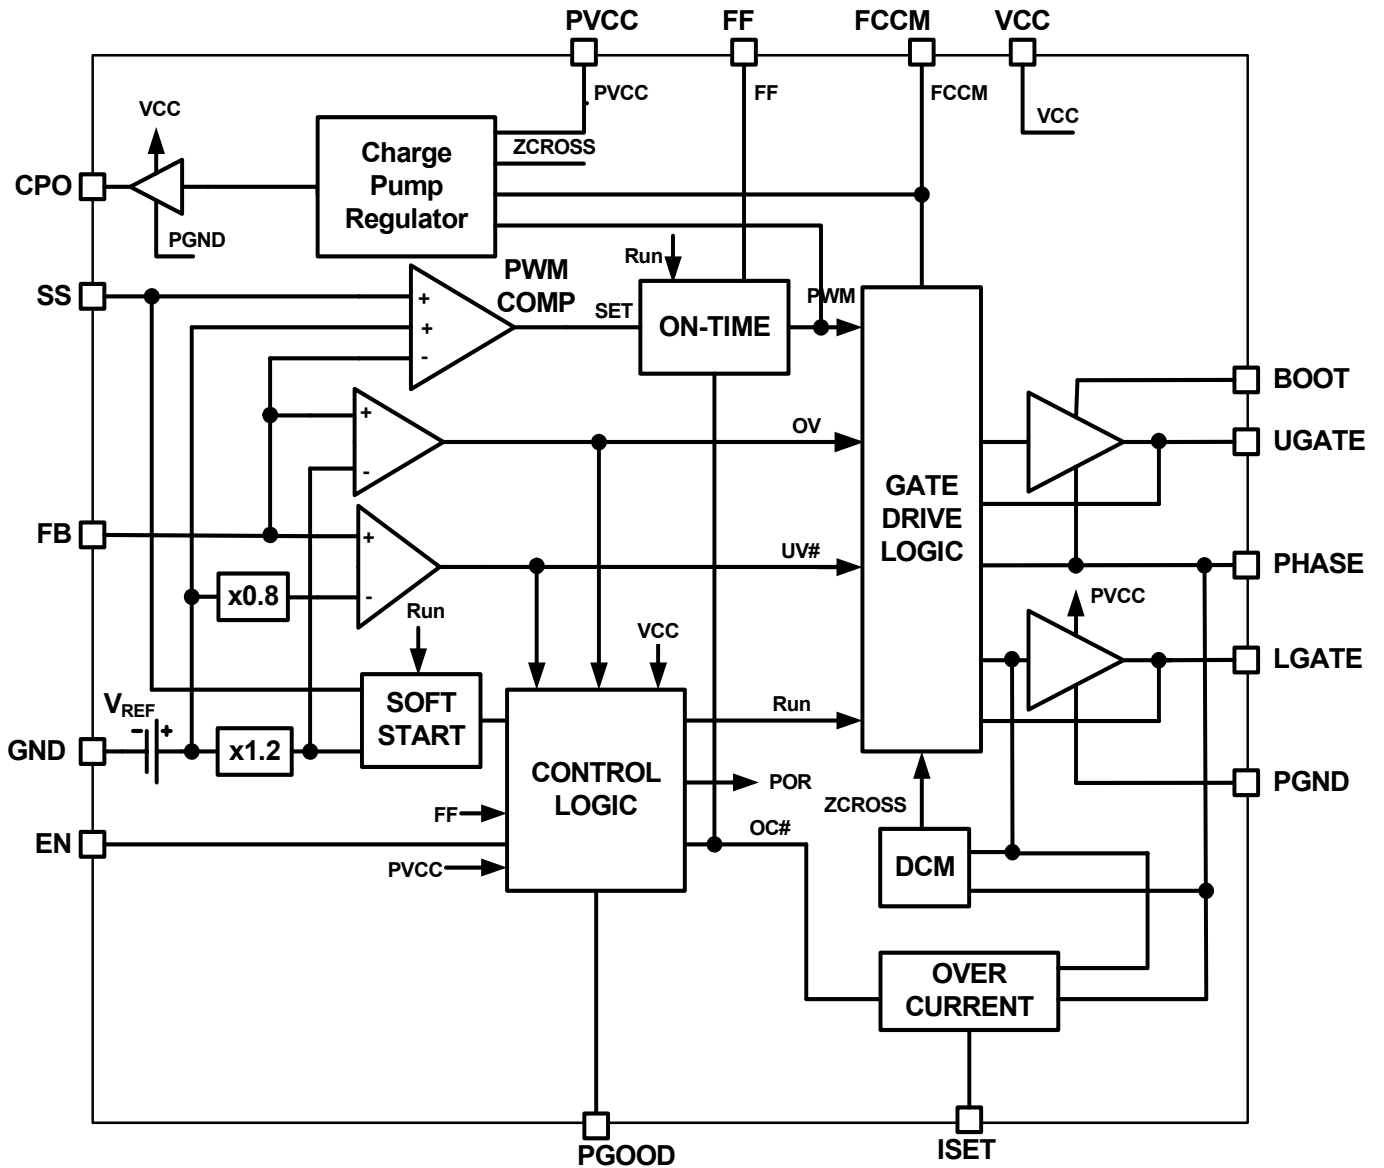 PVCC
FF
FCCM
VCC
PVCC
FF
FCCM
VCC
VCC
CPO
PGND
Charge
Pump
Regulator
ZCROSS
SS
PWM
COMP
+
+
-
SET
Run
ON-TIME
PWM
+
-
OV
FB
+
-
UV#
x0.8
Run
VCC
SOFT
START
VREF
- +
GND
x1.2
CONTROL
LOGIC
Run
POR
OC#
FF
EN
PVCC
GATE
DRIVE
LOGIC
BOOT
UGATE
PHASE
PVCC
LGATE
PGND
ZCROSS
DCM
OVER
CURRENT
PGOOD
ISET